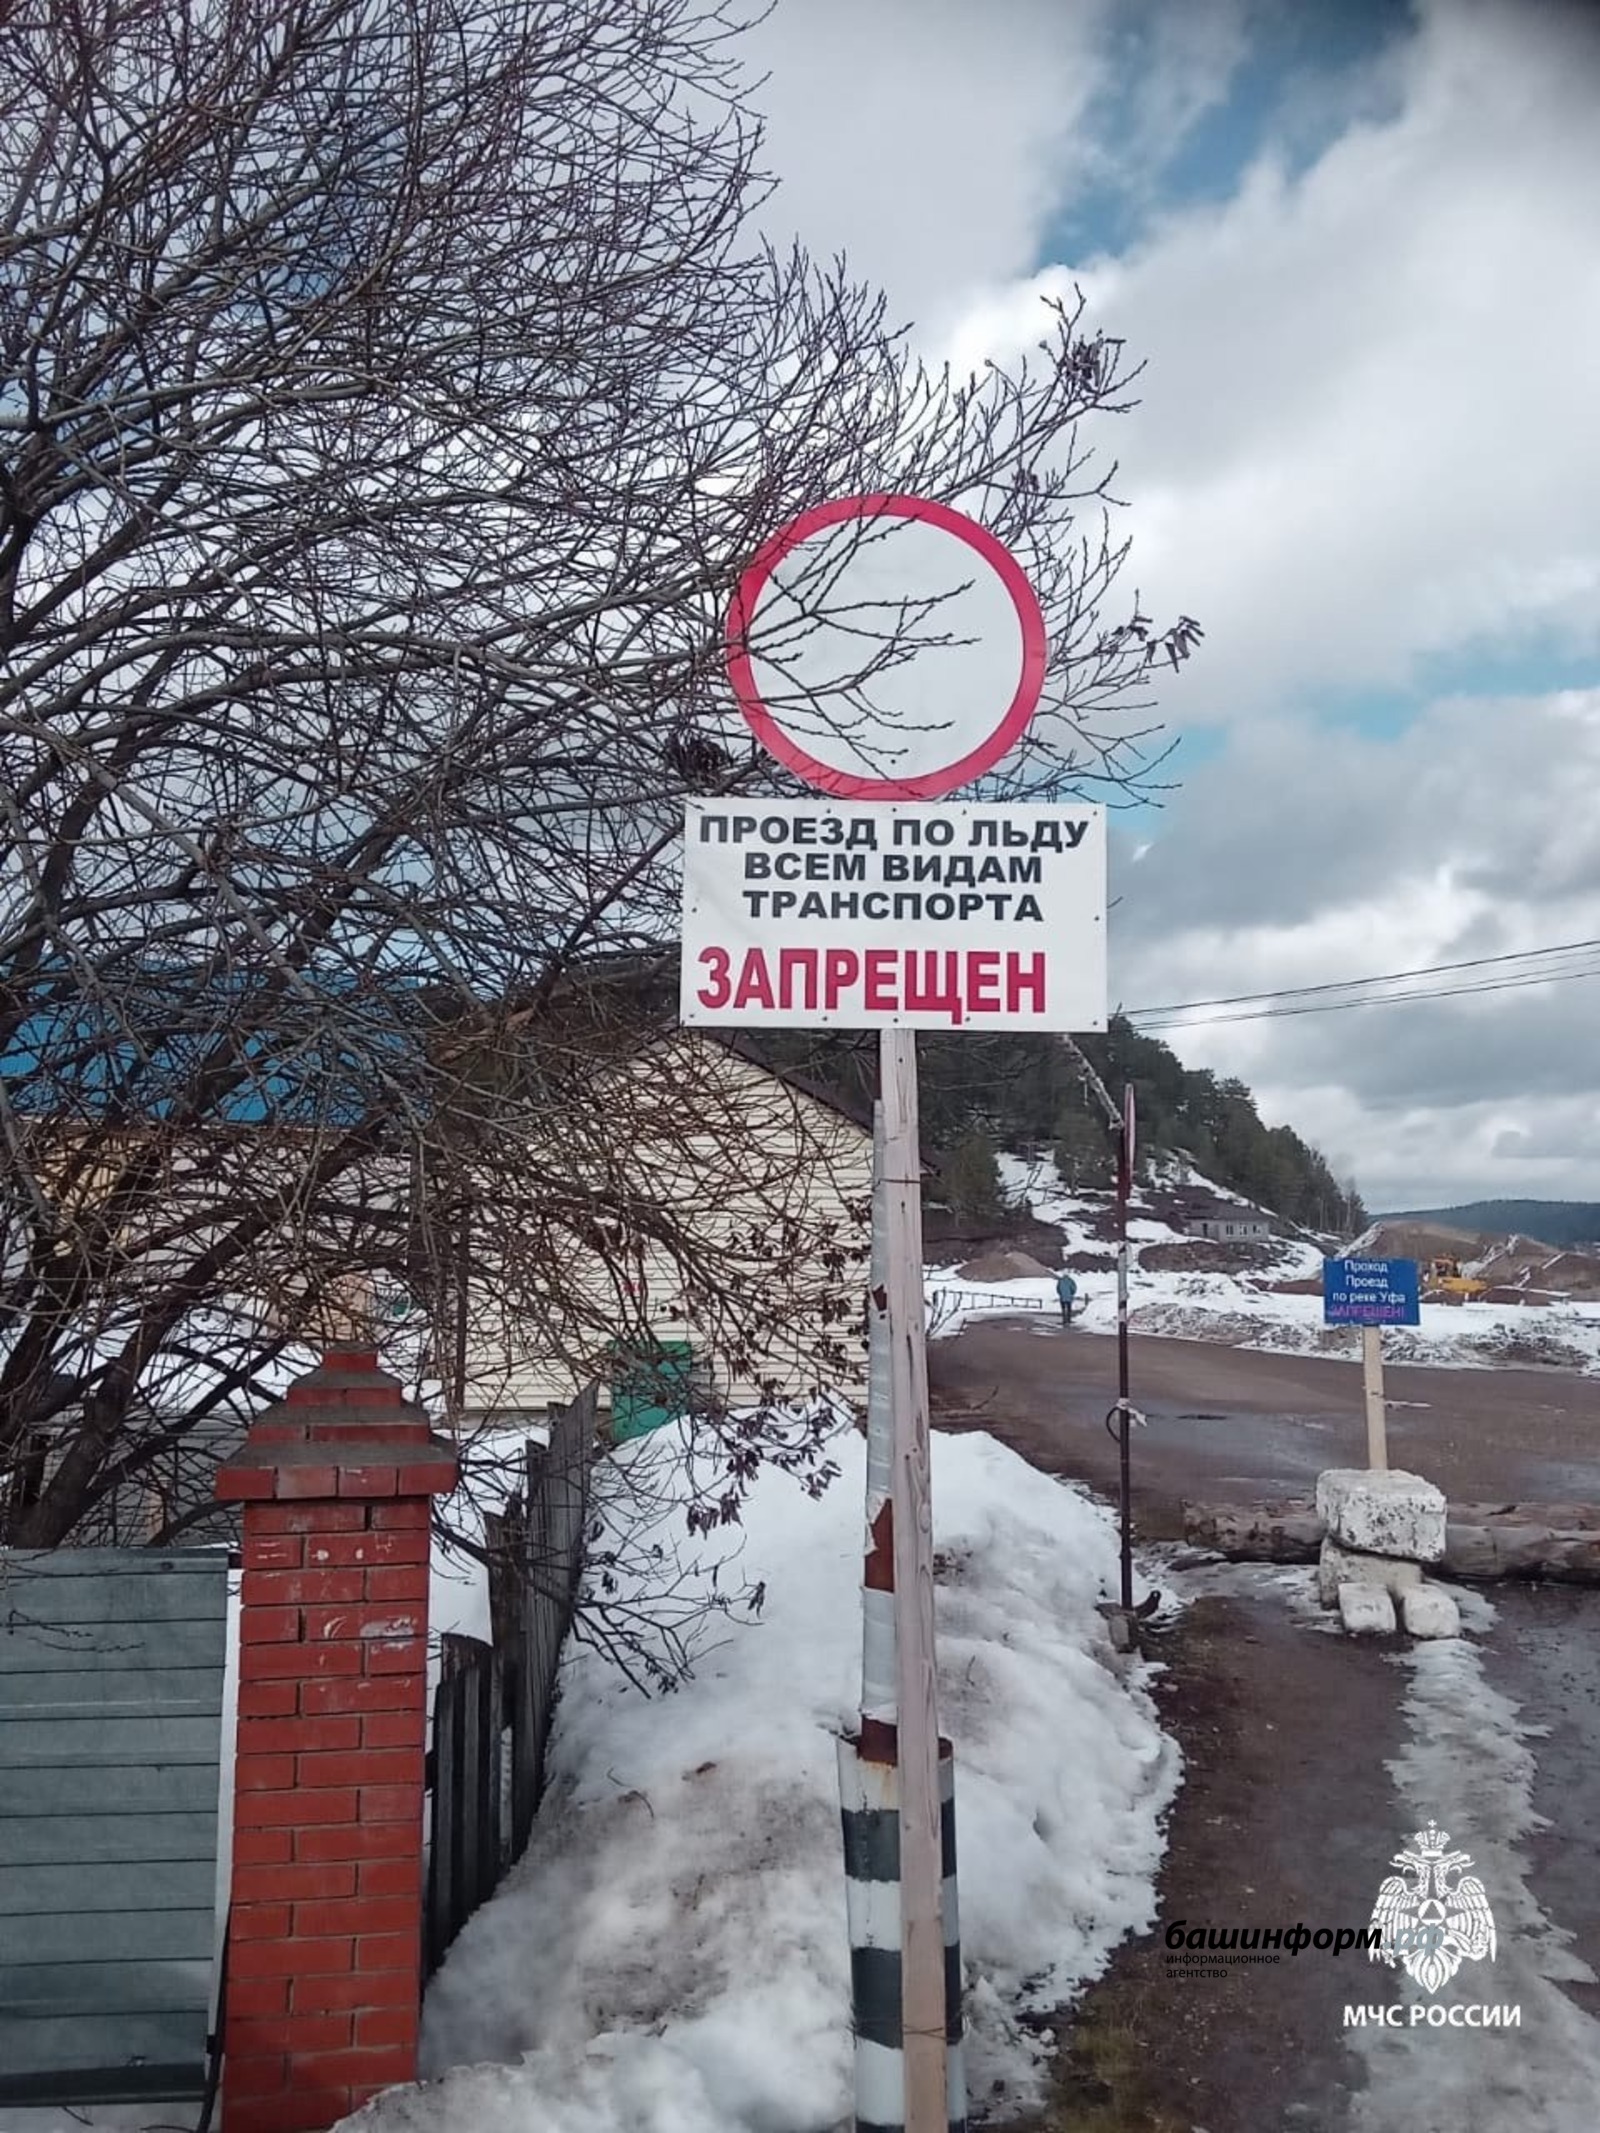 ПРОЕЗД ПО ЛЬДУ
ВСЕМ ВИДАМ
ТРАНСПОРТА
ЗАПРЕЩЕН
Проход
Проезд
по реке Уфа
ЗАПРЕЩЕН!
башинформ.рф
информационное
агентство
МЧС РОССИИ